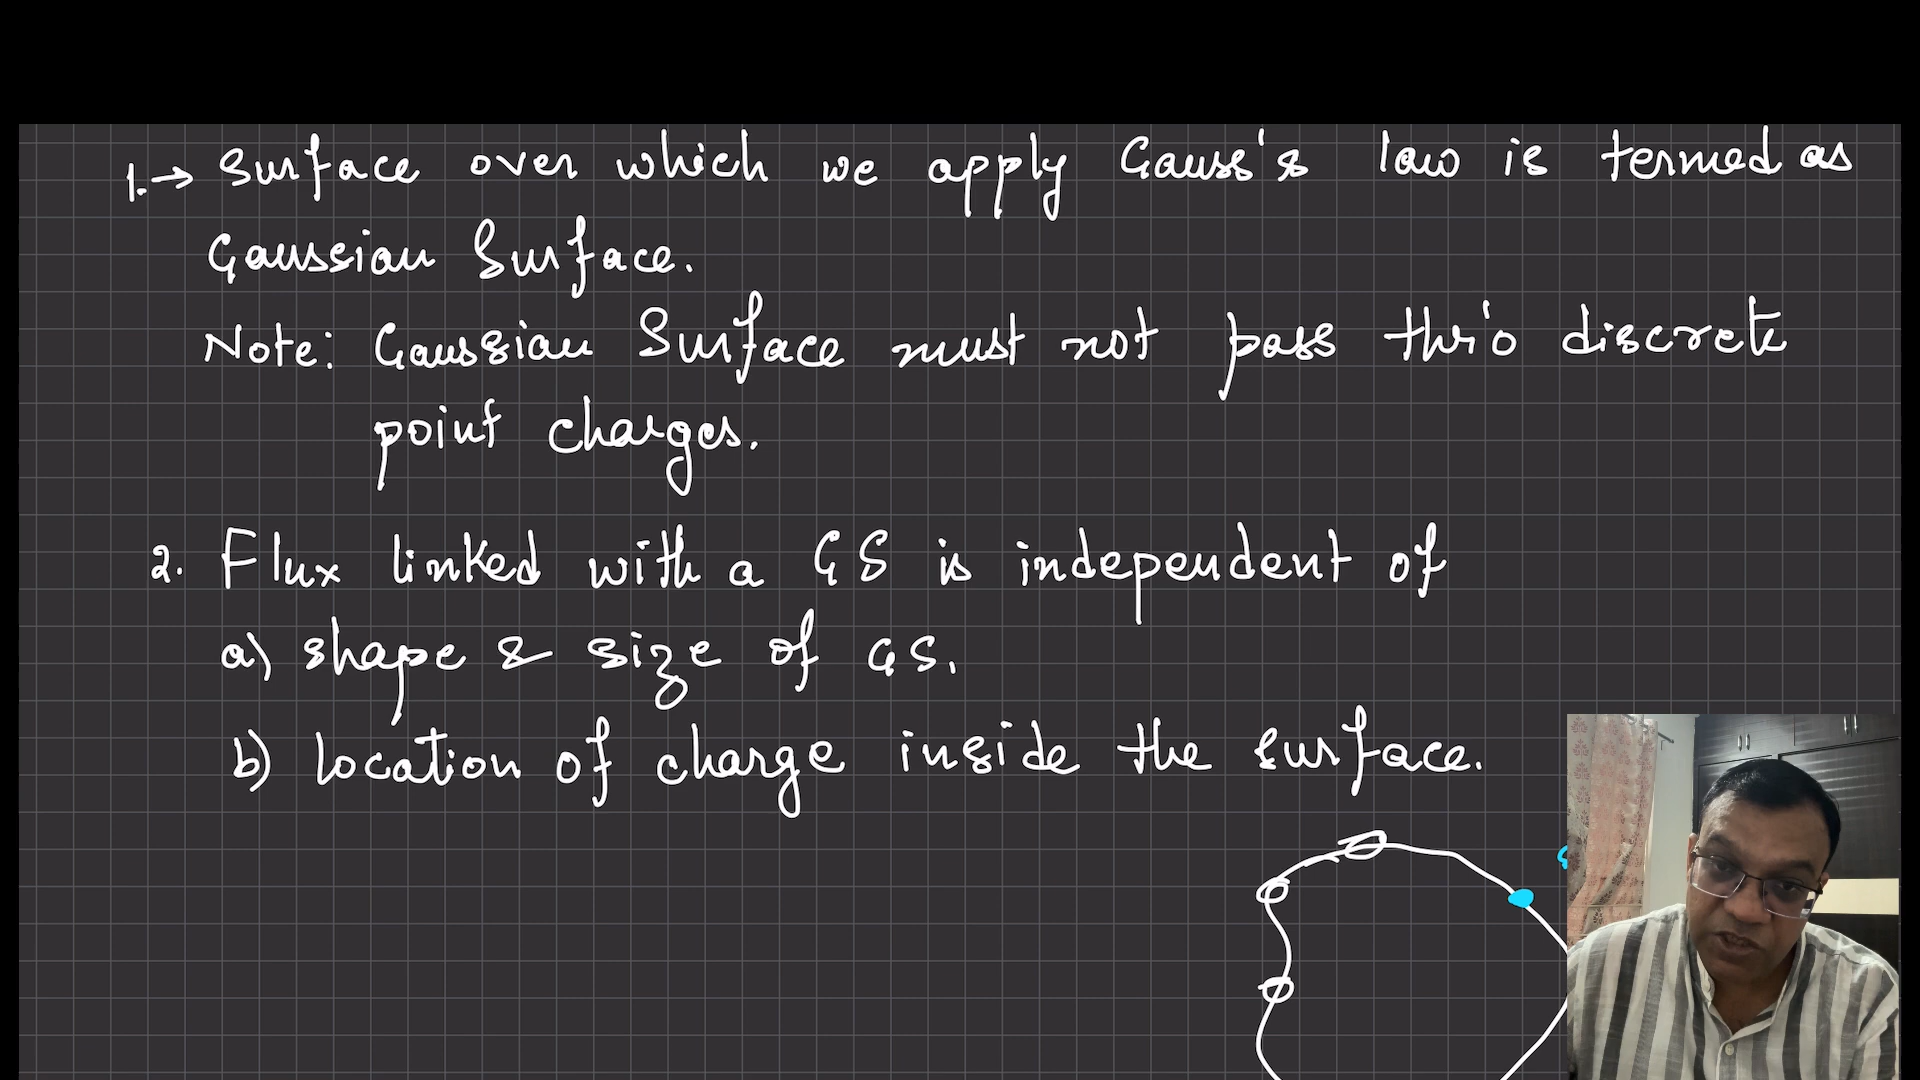 1.→ Surface over which we apply Gauss's law is termed as
Gaussian Surface.
Note: Gaussian Surface must not pass thr'o discrete
point charges.
2. Flux linked with a GS is independent of
a) shape & size of GS.
b) location of charge inside the surface.